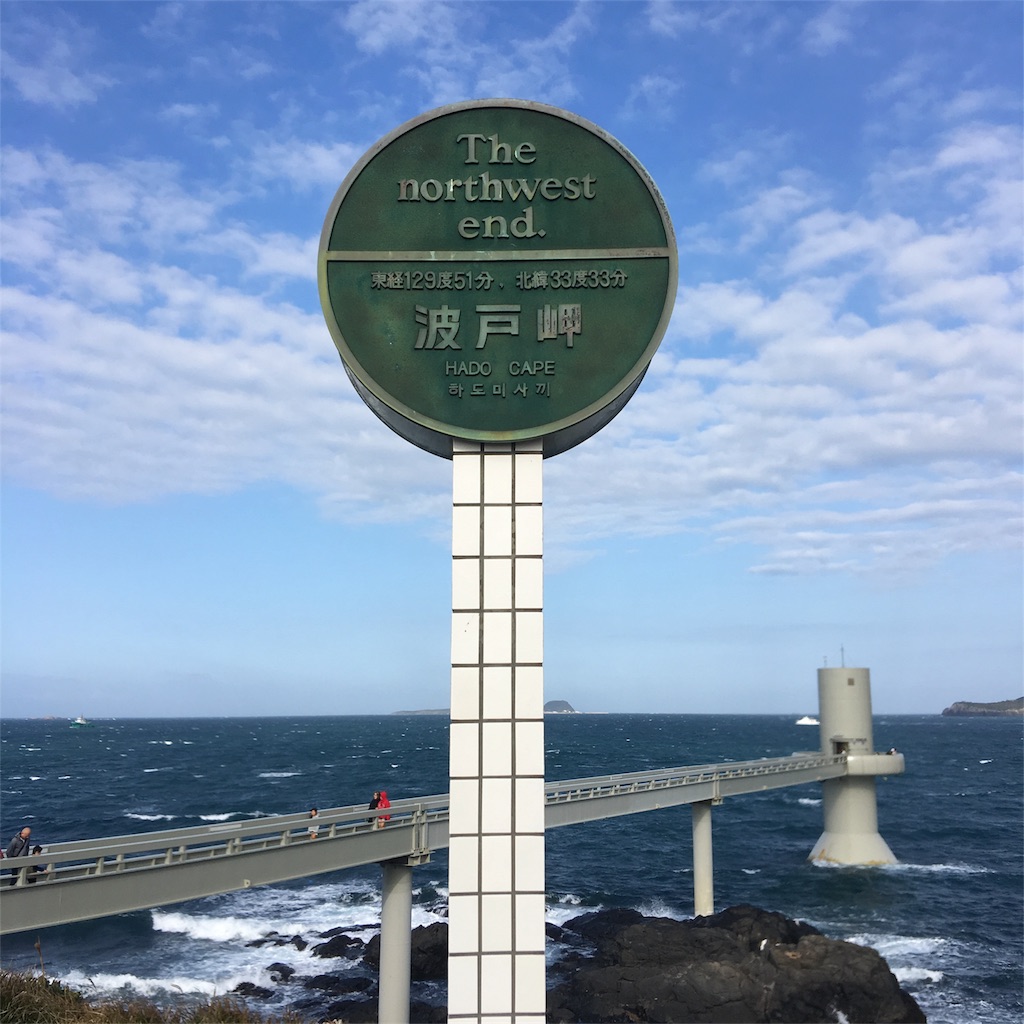 The
northwest
end.
東経129度51分，北緯33度33分
波戸岬
HADO CAPE
하도미사끼